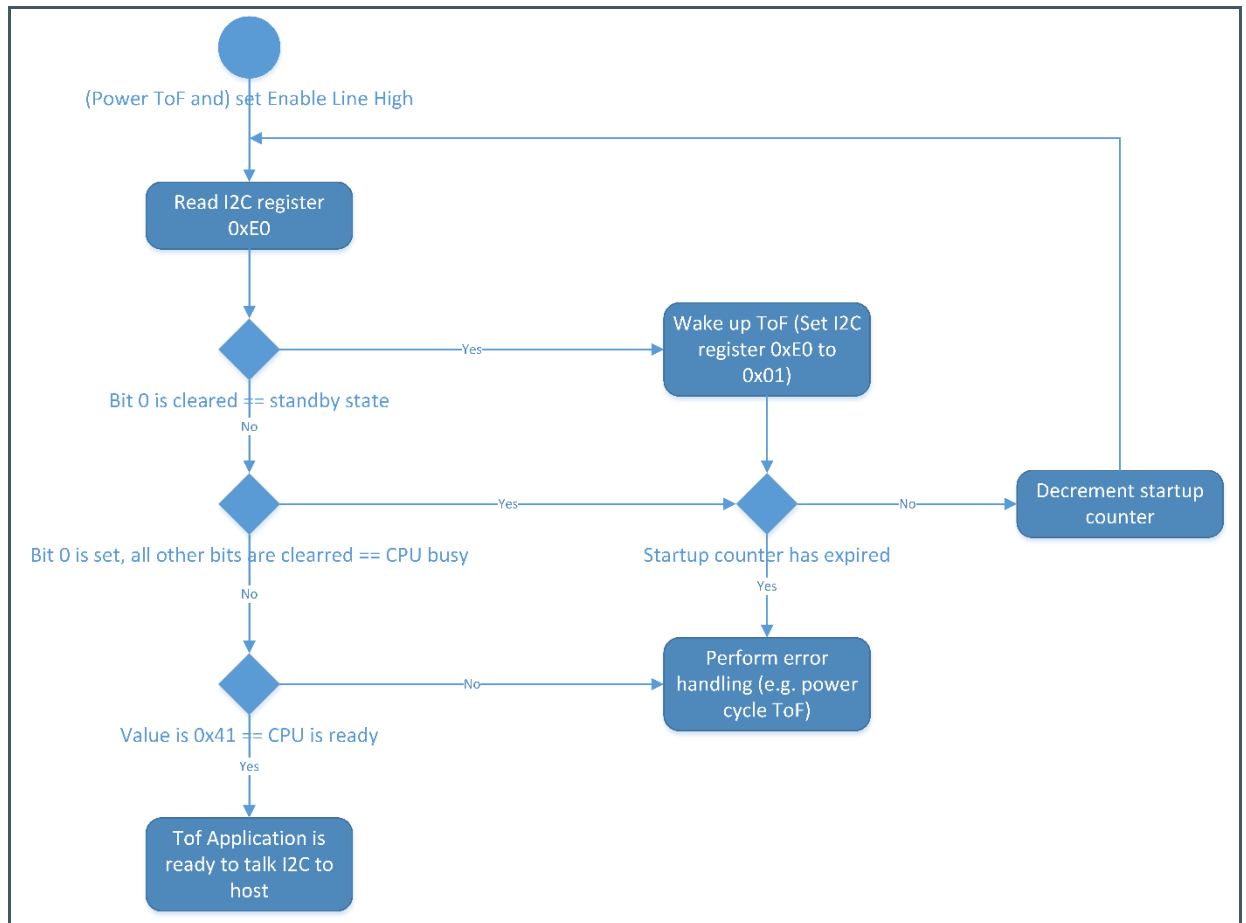 (Power ToF and) set Enable Line High
Read I2C register
0xE0
Wake up ToF (Set I2C
register 0xE0 to
0x01)
Yes
Bit 0 is cleared == standby state
No
Decrement startup
counter
Yes
No
Bit 0 is set, all other bits are clearred == CPU busy
Startup counter has expired
No
Yes
Perform error
handling (e.g. power
cycle ToF)
No
Value is 0x41 == CPU is ready
Yes
Tof Application is
ready to talk I2C to
host